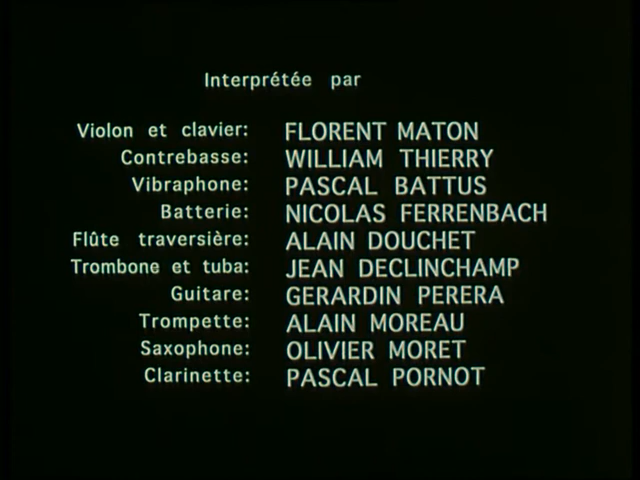 Interprétée par
Violon et clavier: FLORENT MATON
Contrebasse: WILLIAM THIERRY
Vibraphone: PASCAL BATTUS
Batterie: NICOLAS FERRENBACH
Flûte traversière: ALAIN DOUCHET
Trombone et tuba: JEAN DECLINCHAMP
Guitare: GERARDIN PERERA
Trompette: ALAIN MOREAU
Saxophone: OLIVIER MORET
Clarinette: PASCAL PORNOT